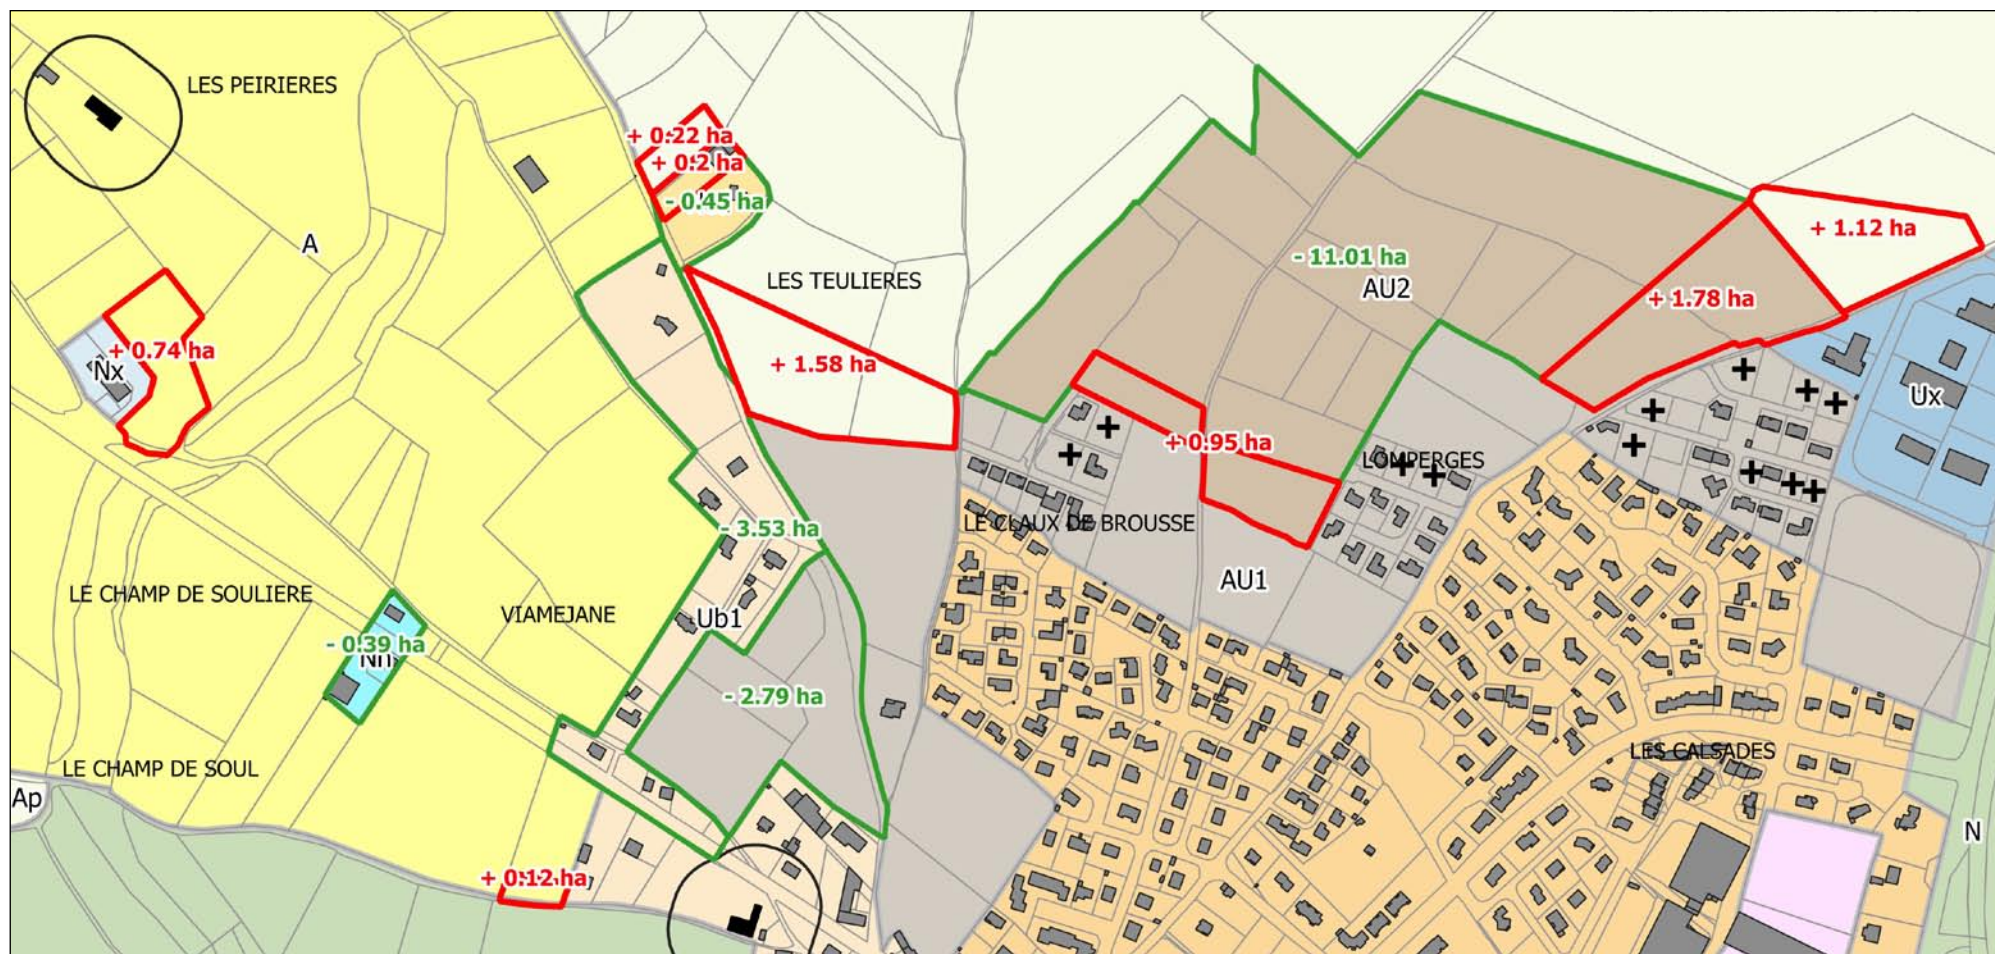 LES PEIRIERES
+ 0.22 ha
+ 0.2 ha
- 0.45 ha
A
LES TEULIERES
- 11.01 ha
AU2
+ 1.12 ha
+ 1.78 ha
+ 0.74 ha
Nx
+ 1.58 ha
Ux
+ 0.95 ha
LOMPERGES
LE CLAUX DE BROUSSE
- 3.53 ha
AU1
LE CHAMP DE SOULIERE
VIAMEJANE
Ub1
- 0.39 ha
Nh
- 2.79 ha
LES CALSADES
LE CHAMP DE SOUL
Ap
N
+ 0.12 ha